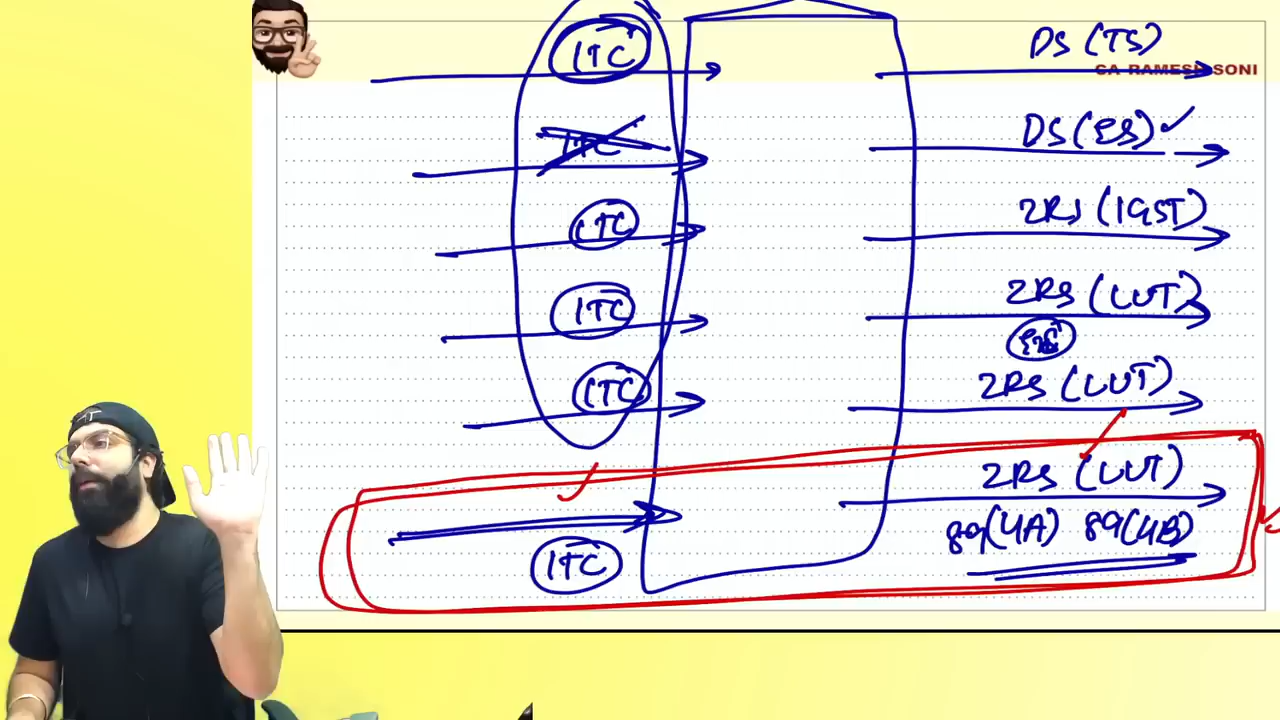 ITC DS (TS)
CA RAMESH SONI
ITC DS (ES) ✓
ITC ZRS (IGST)
ITC ZRS (LUT)
ITC ZRS (LUT)
ZRS (LUT)
ITC 89(4A) 89(4B)